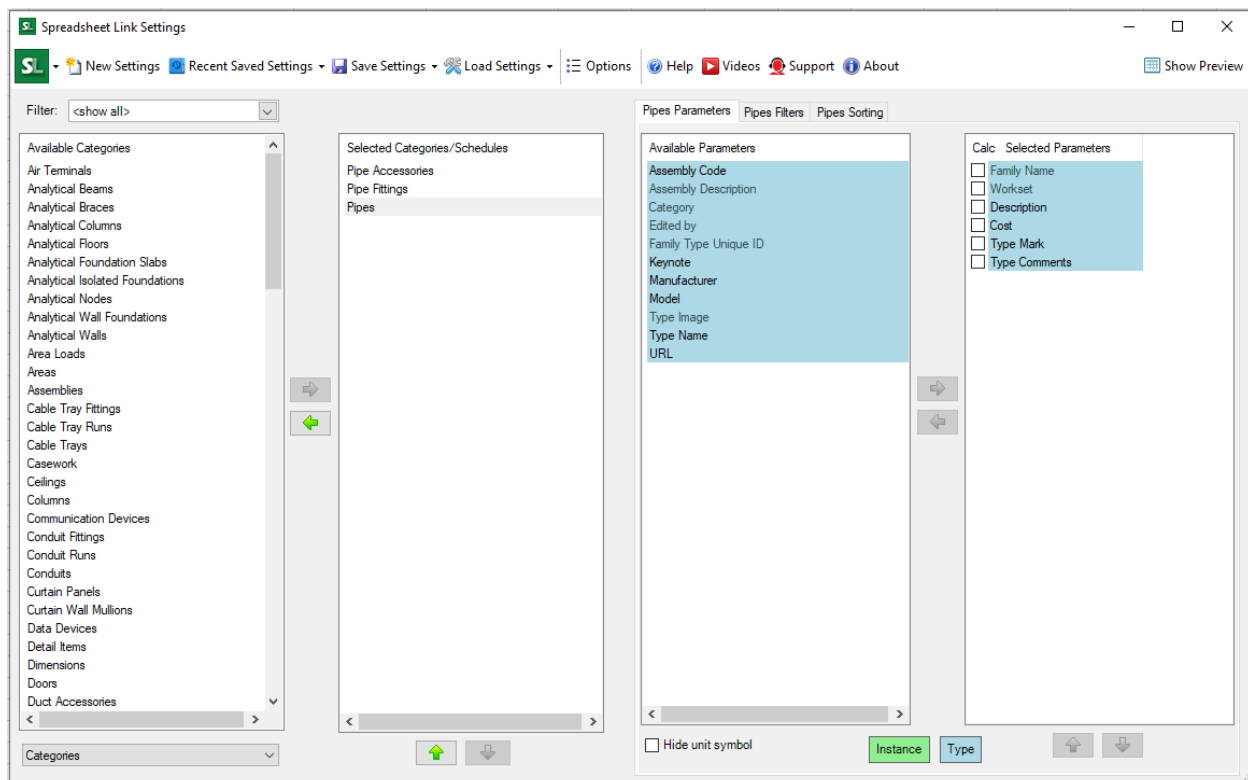 SL Spreadsheet Link Settings
SL New Settings Recent Saved Settings Save Settings Load Settings Options Help Videos Support About Show Preview
Filter: <show all>
Available Categories
Air Terminals
Analytical Beams
Analytical Braces
Analytical Columns
Analytical Floors
Analytical Foundation Slabs
Analytical Isolated Foundations
Analytical Nodes
Analytical Wall Foundations
Analytical Walls
Area Loads
Areas
Assemblies
Cable Tray Fittings
Cable Tray Runs
Cable Trays
Casework
Ceilings
Columns
Communication Devices
Conduit Fittings
Conduit Runs
Conduits
Curtain Panels
Curtain Wall Mullions
Data Devices
Detail Items
Dimensions
Doors
Duct Accessories
Categories
Selected Categories/Schedules
Pipe Accessories
Pipe Fittings
Pipes
Pipes Parameters Pipes Filters Pipes Sorting
Available Parameters
Assembly Code
Assembly Description
Category
Edited by
Family Type Unique ID
Keynote
Manufacturer
Model
Type Image
Type Name
URL
Hide unit symbol Instance Type
Calc Selected Parameters
Family Name
Workset
Description
Cost
Type Mark
Type Comments